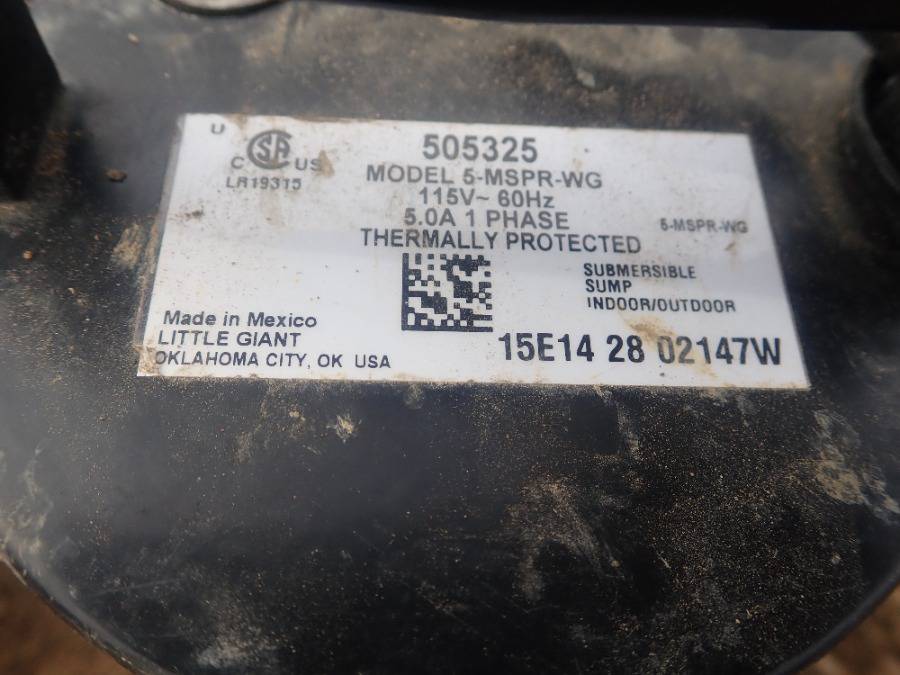 U
C SA US
LR19315
505325
MODEL 5-MSPR-WG
115V~ 60Hz
5.0A 1 PHASE
THERMALLY PROTECTED
5-MSPR-WG
SUBMERSIBLE
SUMP
INDOOR/OUTDOOR
Made in Mexico
LITTLE GIANT
OKLAHOMA CITY, OK USA
15E14 28 02147W